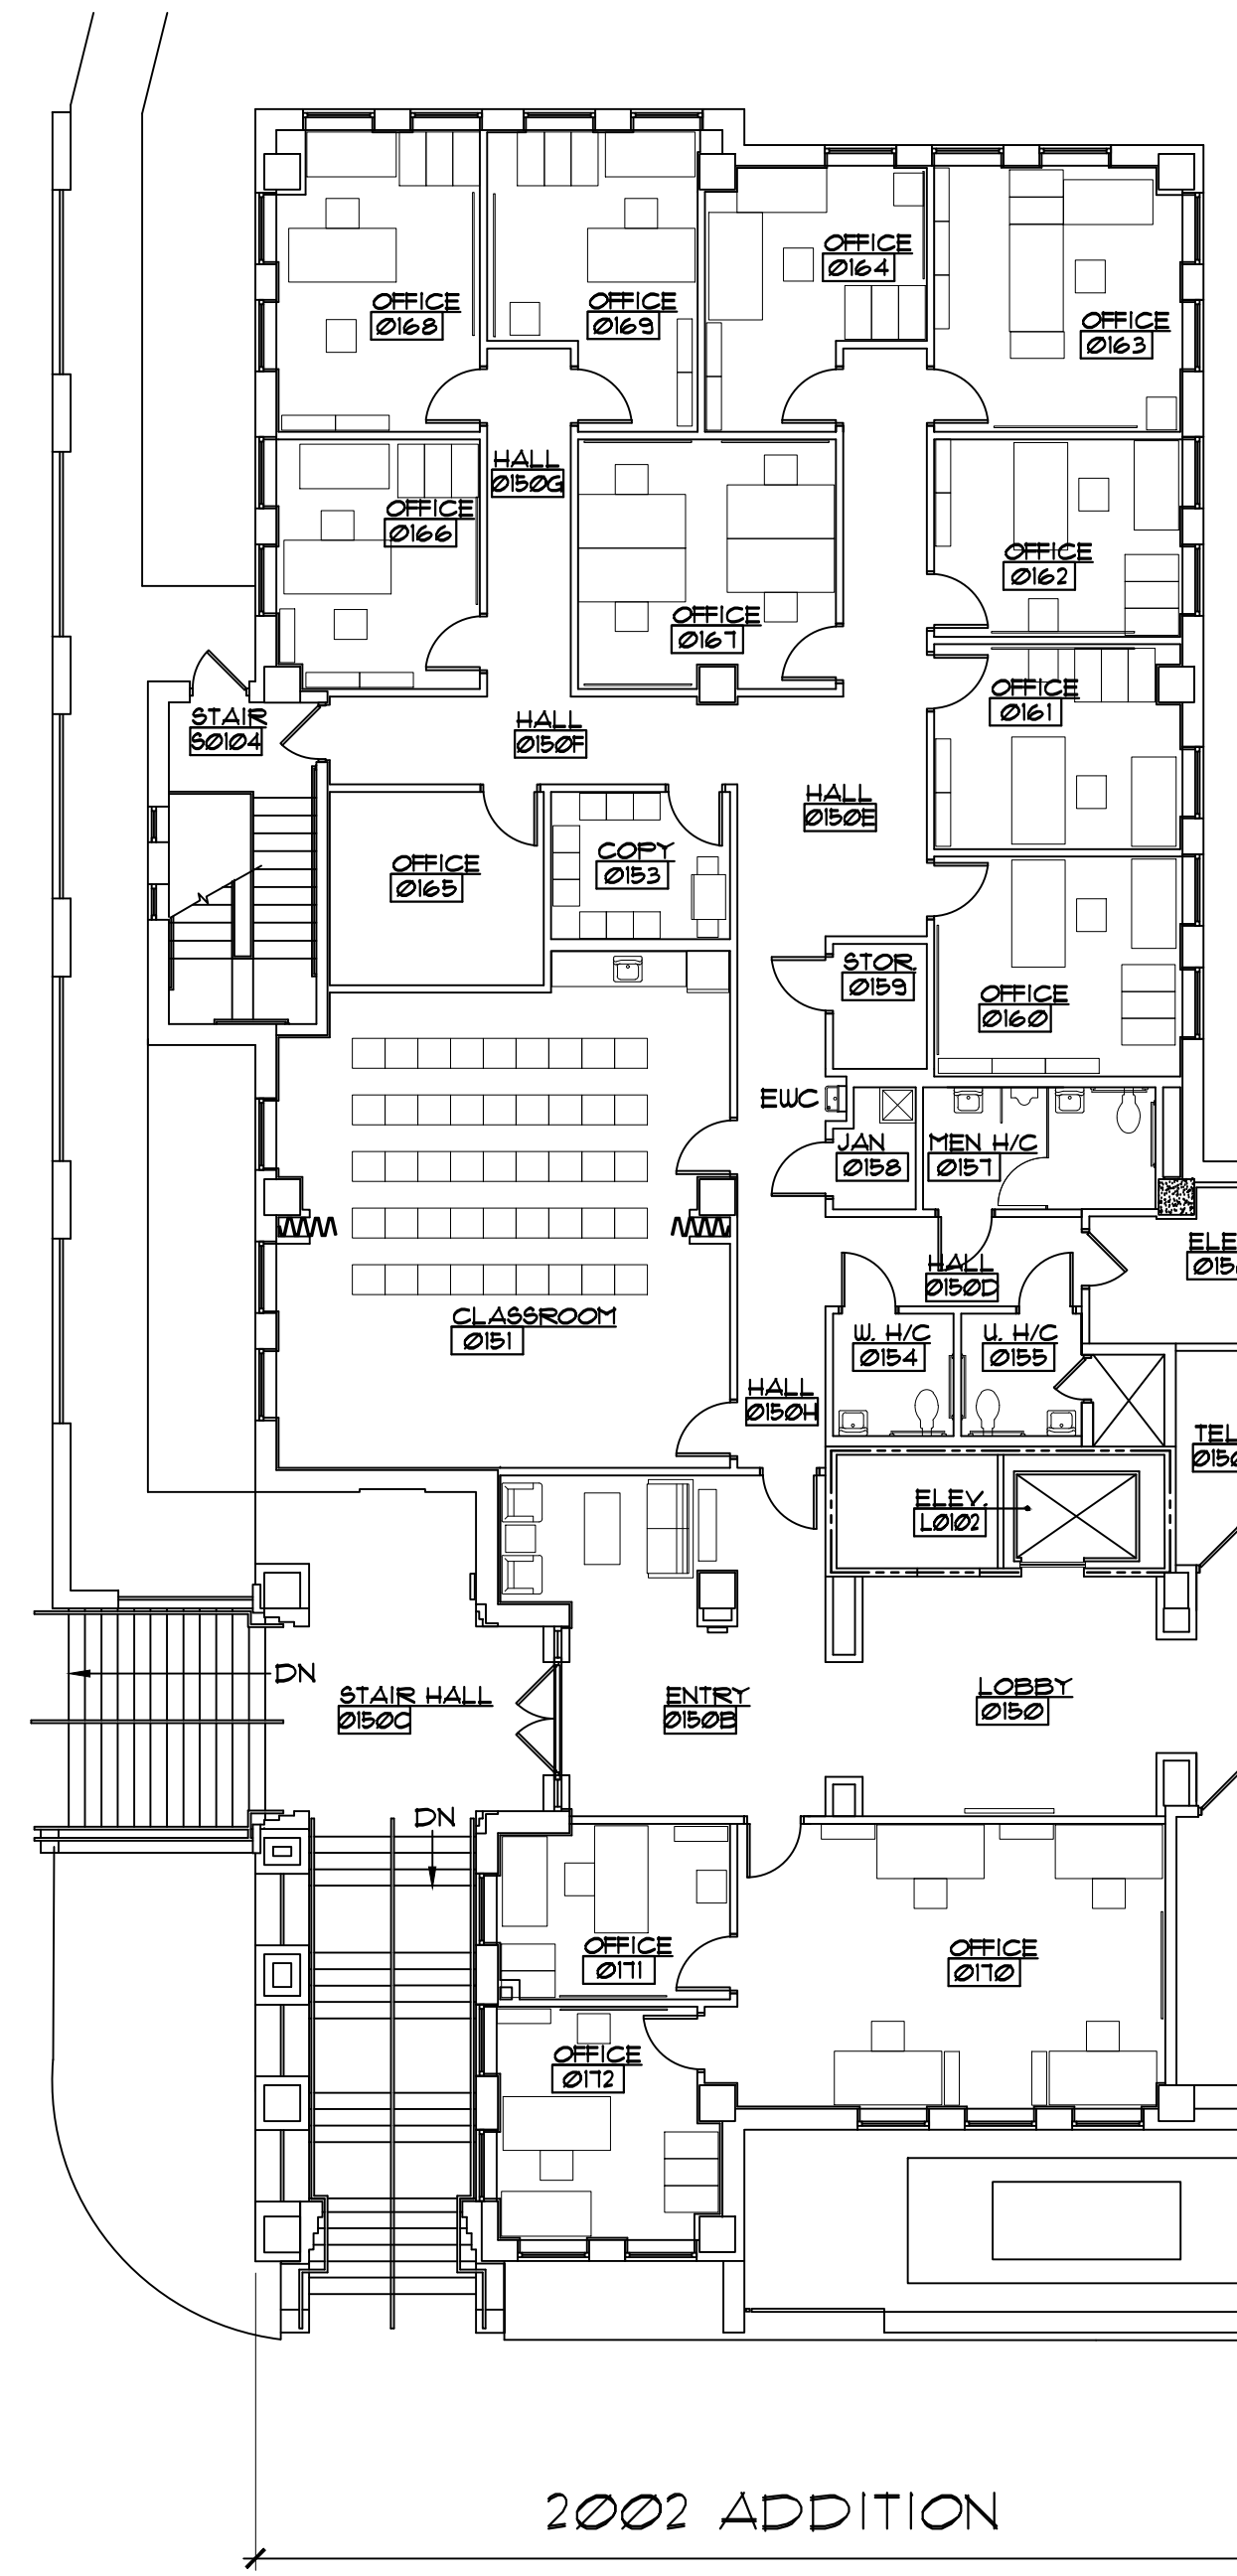 OFFICE
0164
OFFICE
0168
OFFICE
0169
OFFICE
0163
HALL
0150G
OFFICE
0166
OFFICE
0162
OFFICE
0167
OFFICE
0161
STAIR
S0104
HALL
0150F
HALL
0150E
OFFICE
0165
COPY
0153
STOR.
0159
OFFICE
0160
EWC
JAN
0158
MEN H/C
0157
HALL
0150D
CLASSROOM
0151
W. H/C
0154
U. H/C
0155
HALL
0150H
ELEV.
L0102
DN
STAIR HALL
0150C
ENTRY
0150B
LOBBY
0150
DN
OFFICE
0171
OFFICE
0170
OFFICE
0172
2002 ADDITION